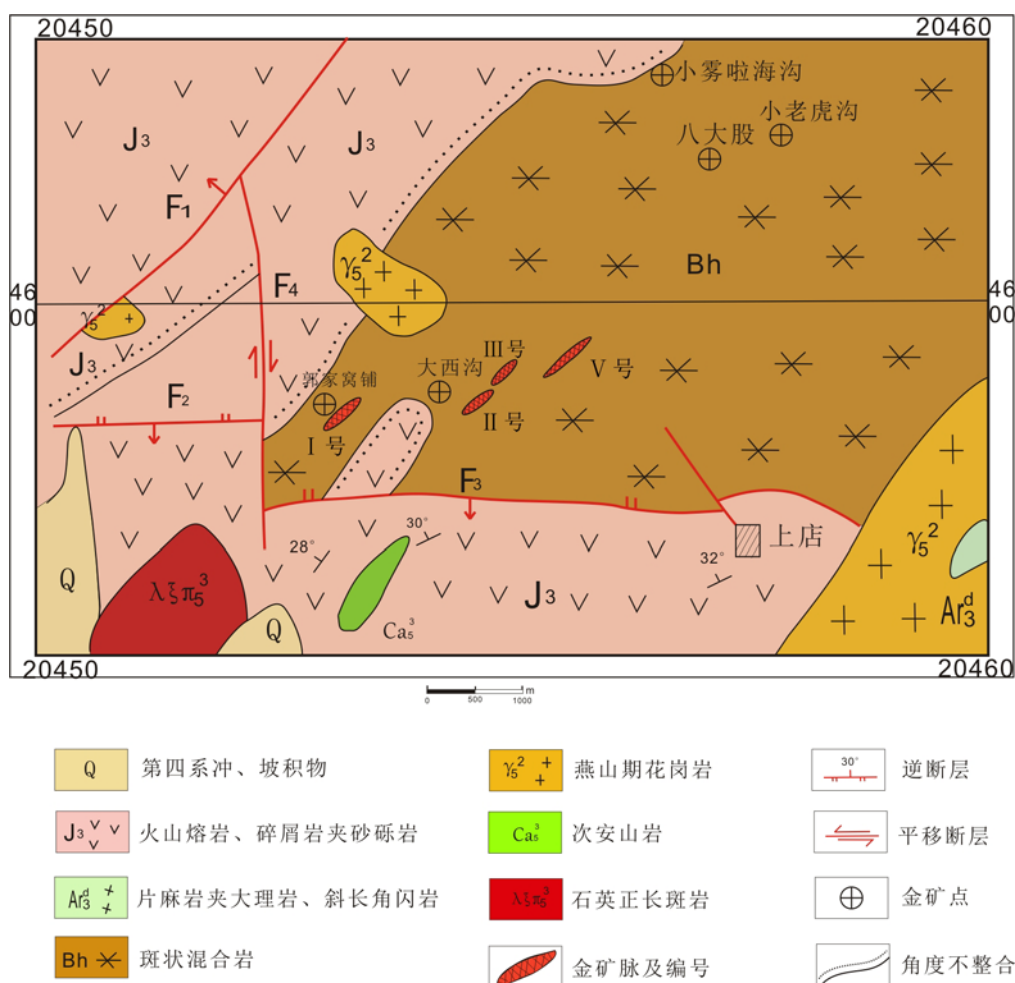 20450 20460
小雾啦海沟
小老虎沟
八大股
J₃ J₃
F₁
γ₅²
Bh
F₄
46 46
00 00
γ₅²
III号
J₃ 大西沟 V号
郭家窝铺
F₂
II号
I号
F₃
30°
上店
28° 32°
γ₅²
Q λξπ₅³ J₃ Ar₃ᵈ
Q Ca₅³
20450 20460
m
0 500 1000
Q 第四系冲、坡积物
J₃ 火山熔岩、碎屑岩夹砂砾岩
Ar₃ᵈ 片麻岩夹大理岩、斜长角闪岩
Bh 斑状混合岩
γ₅² 燕山期花岗岩
Ca₅³ 次安山岩
λξπ₅³ 石英正长斑岩
金矿脉及编号
30° 逆断层
平移断层
金矿点
角度不整合